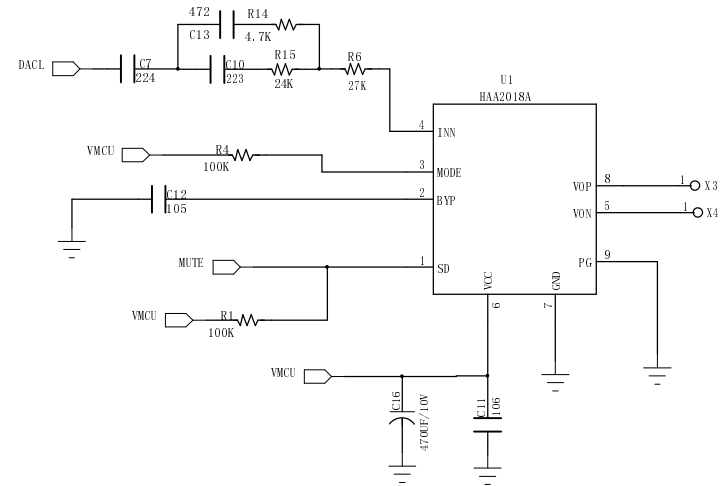 472
R14
C13
4.7K
DACL
C7
224
C10
223
R15
24K
R6
27K
U1
HAA2018A
4
INN
VMCU
R4
100K
3
MODE
C12
105
2
BYP
MUTE
1
SD
VMCU
R1
100K
VOP
8
1
X3
VON
5
1
X4
PG
9
VCC
6
GND
7
VMCU
C16
470UF/10V
C11
106